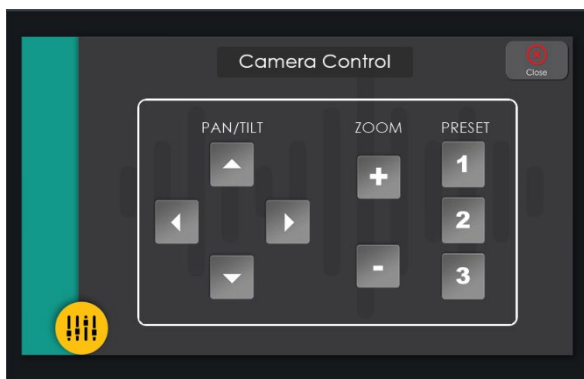 Camera Control
Close
PAN/TILT
ZOOM
PRESET
+
-
1
2
3